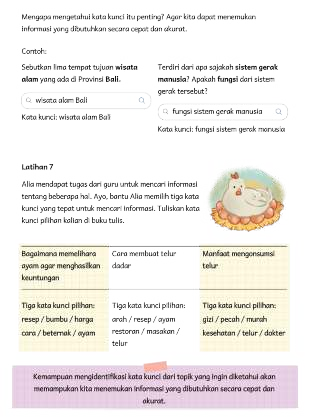 Mengapa mengetahui kata kunci itu penting? Agar kita dapat menemukan
informasi yang dibutuhkan secara cepat dan akurat.
Contoh:
Sebutkan lima tempat tujuan wisata
alam yang ada di Provinsi Bali.
wisata alam Bali
Kata kunci: wisata alam Bali
Terdiri dari apa sajakah sistem gerak
manusia? Apakah fungsi dari sistem
gerak tersebut?
fungsi sistem gerak manusia
Kata kunci: fungsi sistem gerak manusia
Latihan 7
Alia mendapat tugas dari guru untuk mencari informasi
tentang beberapa hal. Ayo, bantu Alia memilih tiga kata
kunci yang tepat untuk mencari informasi. Tuliskan kata
kunci pilihan kalian di buku tulis.
Bagaimana memelihara
ayam agar menghasilkan
keuntungan
Cara membuat telur
dadar
Manfaat mengonsumsi
telur
Tiga kata kunci pilihan:
resep / bumbu / harga
cara / beternak / ayam
Tiga kata kunci pilihan:
arah / resep / ayam
restoran / masakan /
telur
Tiga kata kunci pilihan:
gizi / pecah / murah
kesehatan / telur / dokter
Kemampuan mengidentifikasi kata kunci dari topik yang ingin diketahui akan
memampukan kita menemukan informasi yang dibutuhkan secara cepat dan
akurat.